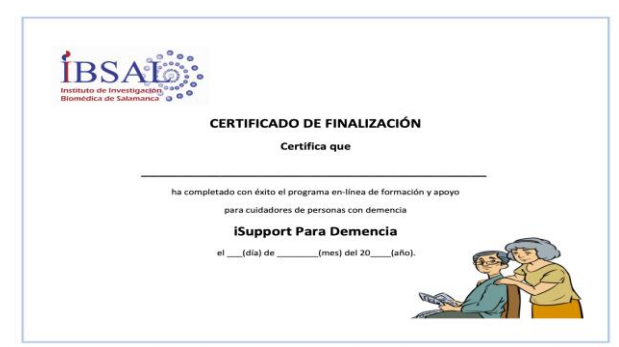 iBSAL
Instituto de Investigación
Biomédica de Salamanca
CERTIFICADO DE FINALIZACIÓN
Certifica que
ha completado con éxito el programa en-línea de formación y apoyo
para cuidadores de personas con demencia
iSupport Para Demencia
el ___(día) de ________(mes) del 20____(año).